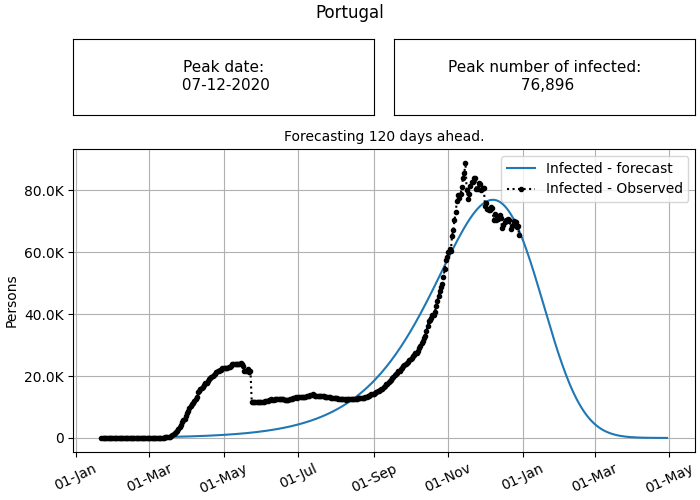 Portugal
Peak date:
07-12-2020
Peak number of infected:
76,896
Forecasting 120 days ahead.
Infected - forecast
Infected - Observed
Persons
80.0K
60.0K
40.0K
20.0K
0
01-Jan
01-Mar
01-May
01-Jul
01-Sep
01-Nov
01-Jan
01-Mar
01-May